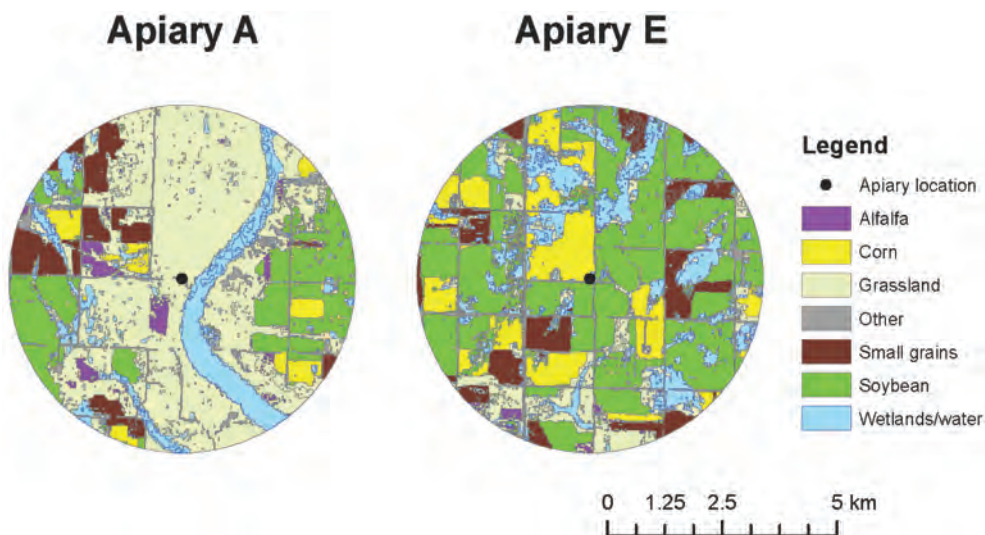 Apiary A
Apiary E
Legend
Apiary location
Alfalfa
Corn
Grassland
Other
Small grains
Soybean
Wetlands/water
0 1.25 2.5 5 km